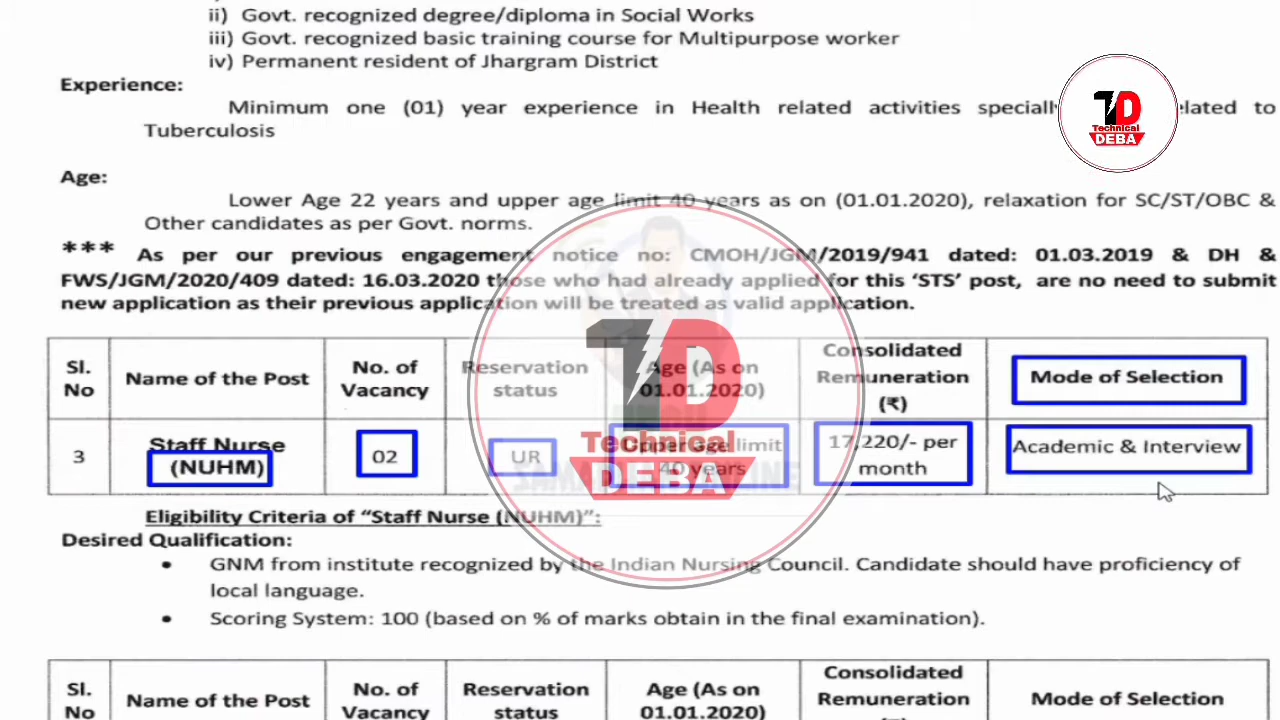 ii) Govt. recognized degree/diploma in Social Works
iii) Govt. recognized basic training course for Multipurpose worker
iv) Permanent resident of Jhargram District
Experience:
Minimum one (01) year experience in Health related activities related to
Tuberculosis
Age:
Lower Age 22 years and upper age limit 40 years as on (01.01.2020), relaxation for SC/ST/OBC &
Other candidates as per Govt. norms.
*** As per our previous engagement notice no: CMOH/JGM/2019/941 dated: 01.03.2019 & DH &
FWS/JGM/2020/409 dated: 16.03.2020 those who had already applied for this ‘STS’ post, are no need to submit
new application as their previous application will be treated as valid application.
Sl. No
Name of the Post
No. of Vacancy
Reservation status
Age (As on 01.01.2020)
Consolidated Remuneration (₹)
Mode of Selection
3
Staff Nurse (NUHM)
02
UR
Upper age limit 40 years
17,220/- per month
Academic & Interview
Eligibility Criteria of “Staff Nurse (NUHM)”:
Desired Qualification:
• GNM from institute recognized by the Indian Nursing Council. Candidate should have proficiency of
local language.
• Scoring System: 100 (based on % of marks obtain in the final examination).
Sl. No
Name of the Post
No. of Vacancy
Reservation status
Age (As on 01.01.2020)
Consolidated Remuneration
Mode of Selection
TD
Technical
DEBA
TD
Technical
DEBA